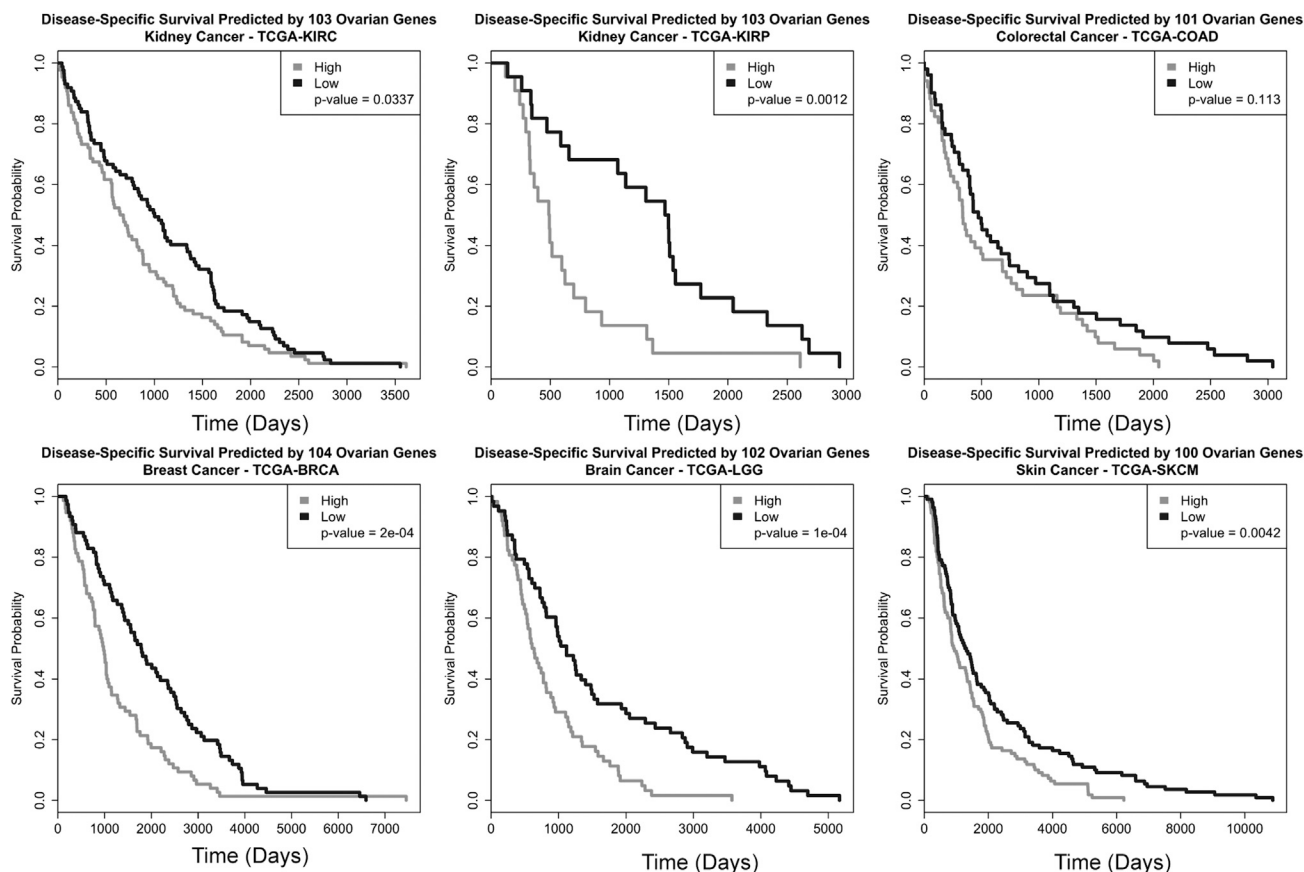 Disease-Specific Survival Predicted by 103 Ovarian Genes
Kidney Cancer - TCGA-KIRC
High
Low
p-value = 0.0337
Survival Probability
0.0 0.2 0.4 0.6 0.8 1.0
0 500 1000 1500 2000 2500 3000 3500
Time (Days)
Disease-Specific Survival Predicted by 103 Ovarian Genes
Kidney Cancer - TCGA-KIRP
High
Low
p-value = 0.0012
Survival Probability
0.0 0.2 0.4 0.6 0.8 1.0
0 500 1000 1500 2000 2500 3000
Time (Days)
Disease-Specific Survival Predicted by 101 Ovarian Genes
Colorectal Cancer - TCGA-COAD
High
Low
p-value = 0.113
Survival Probability
0.0 0.2 0.4 0.6 0.8 1.0
0 500 1000 1500 2000 2500 3000
Time (Days)
Disease-Specific Survival Predicted by 104 Ovarian Genes
Breast Cancer - TCGA-BRCA
High
Low
p-value = 2e-04
Survival Probability
0.0 0.2 0.4 0.6 0.8 1.0
0 1000 2000 3000 4000 5000 6000 7000
Time (Days)
Disease-Specific Survival Predicted by 102 Ovarian Genes
Brain Cancer - TCGA-LGG
High
Low
p-value = 1e-04
Survival Probability
0.0 0.2 0.4 0.6 0.8 1.0
0 1000 2000 3000 4000 5000
Time (Days)
Disease-Specific Survival Predicted by 100 Ovarian Genes
Skin Cancer - TCGA-SKCM
High
Low
p-value = 0.0042
Survival Probability
0.0 0.2 0.4 0.6 0.8 1.0
0 2000 4000 6000 8000 10000
Time (Days)